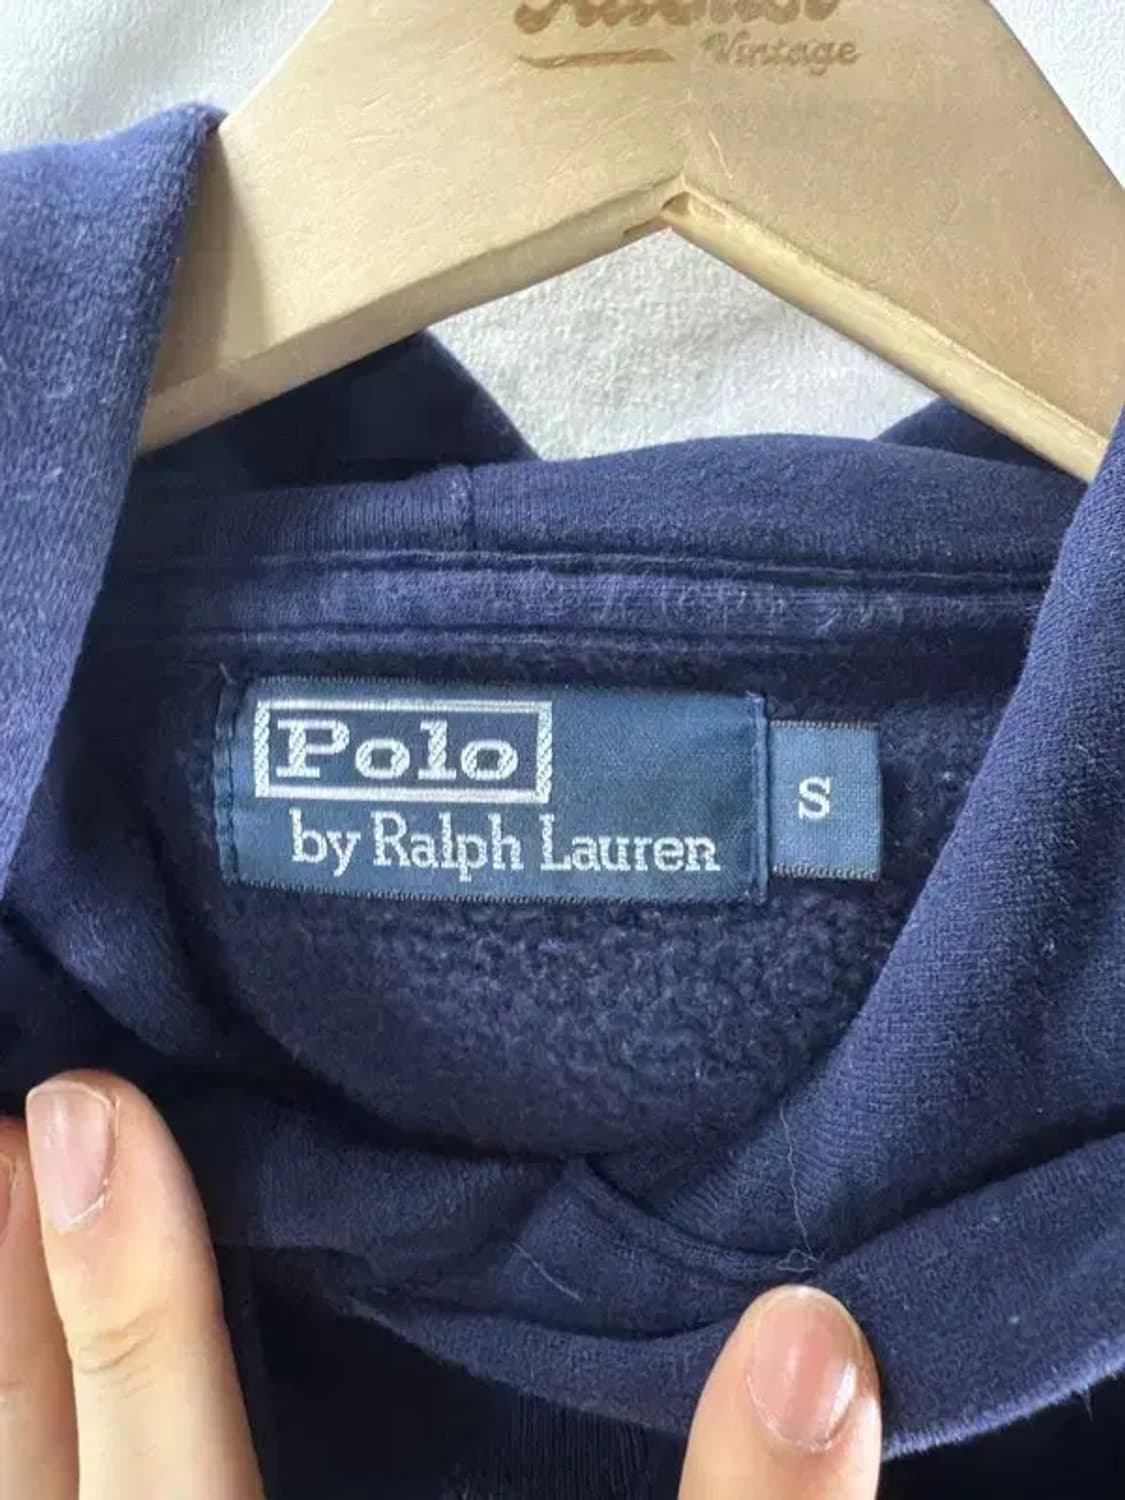 Vintage
Polo
by Ralph Lauren
S